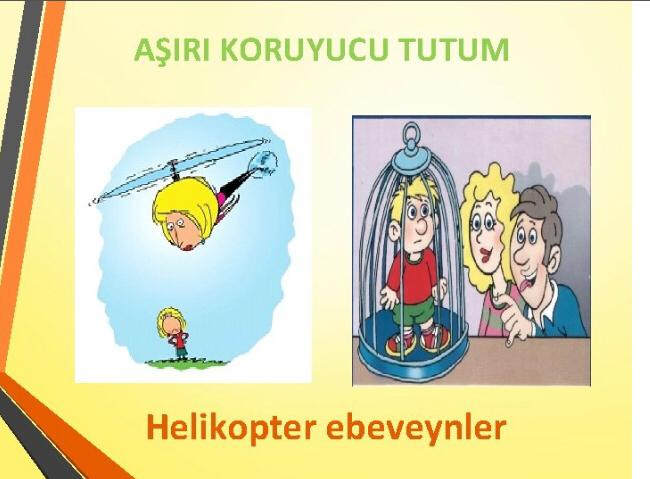 AŞIRI KORUYUCU TUTUM
Helikopter ebeveynler